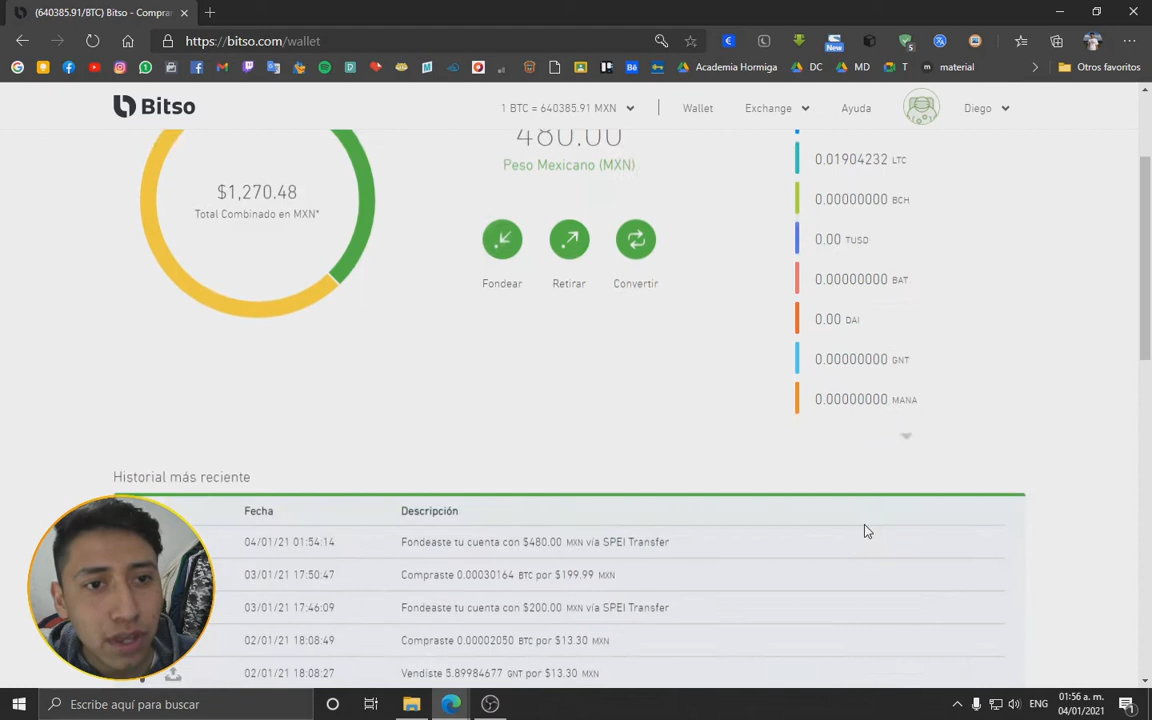 (640385.91/BTC) Bitso - Compra
https://bitso.com/wallet
New
5
Academia Hormiga
DC
MD
T
m material
Otros favoritos
Bitso
1 BTC = 640385.91 MXN
Wallet
Exchange
Ayuda
Diego
480.00
Peso Mexicano (MXN)
$1,270.48
Total Combinado en MXN*
Fondear
Retirar
Convertir
0.01904232 LTC
0.00000000 BCH
0.00 TUSD
0.00000000 BAT
0.00 DAI
0.00000000 GNT
0.00000000 MANA
Historial más reciente
Fecha Descripción
04/01/21 01:54:14 Fondeaste tu cuenta con $480.00 MXN vía SPEI Transfer
03/01/21 17:50:47 Compraste 0.00030164 BTC por $199.99 MXN
03/01/21 17:46:09 Fondeaste tu cuenta con $200.00 MXN vía SPEI Transfer
02/01/21 18:08:49 Compraste 0.00002050 BTC por $13.30 MXN
02/01/21 18:08:27 Vendiste 5.89984677 GNT por $13.30 MXN
Escribe aquí para buscar
ENG
01:56 a. m.
04/01/2021
1